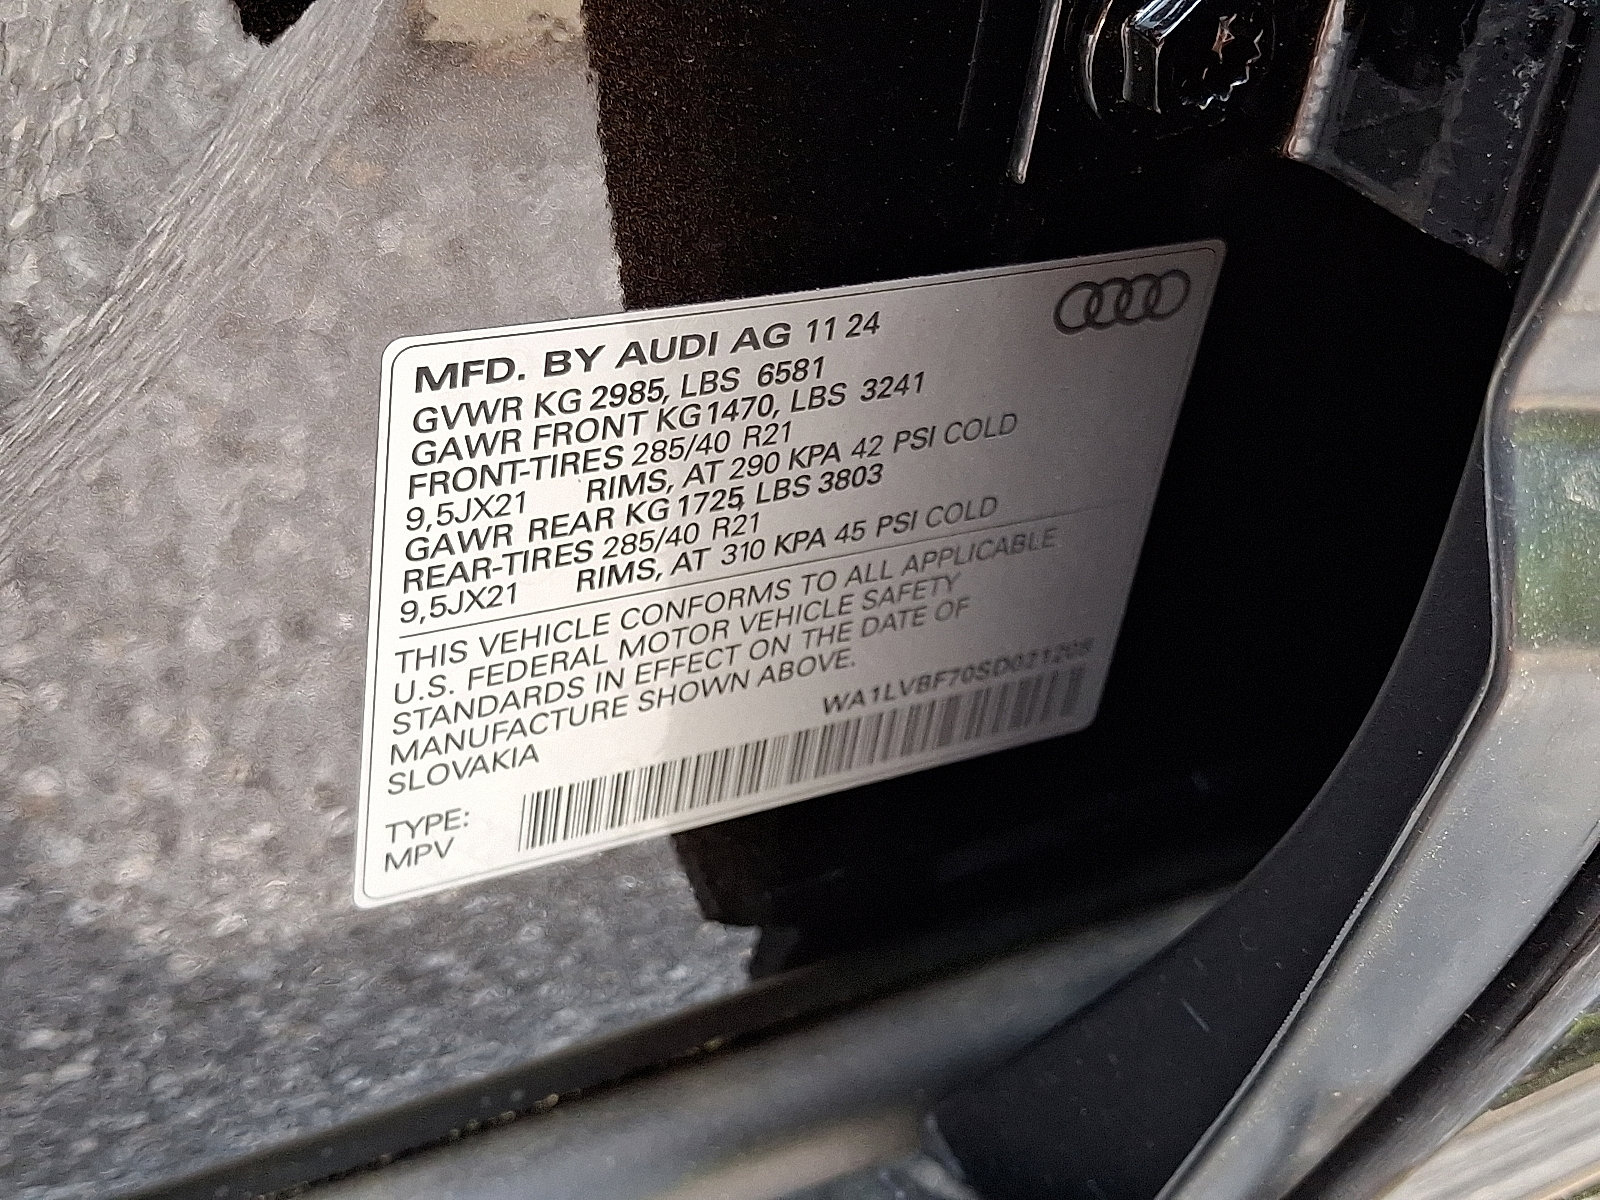 MFD. BY AUDI AG 11 24
GVWR KG 2985, LBS 6581
GAWR FRONT KG 1470, LBS 3241
FRONT-TIRES 285/40 R21
9,5JX21 RIMS, AT 290 KPA 42 PSI COLD
GAWR REAR KG 1725, LBS 3803
REAR-TIRES 285/40 R21
9,5JX21 RIMS, AT 310 KPA 45 PSI COLD
THIS VEHICLE CONFORMS TO ALL APPLICABLE
U.S. FEDERAL MOTOR VEHICLE SAFETY
STANDARDS IN EFFECT ON THE DATE OF
MANUFACTURE SHOWN ABOVE.
SLOVAKIA
TYPE:
MPV